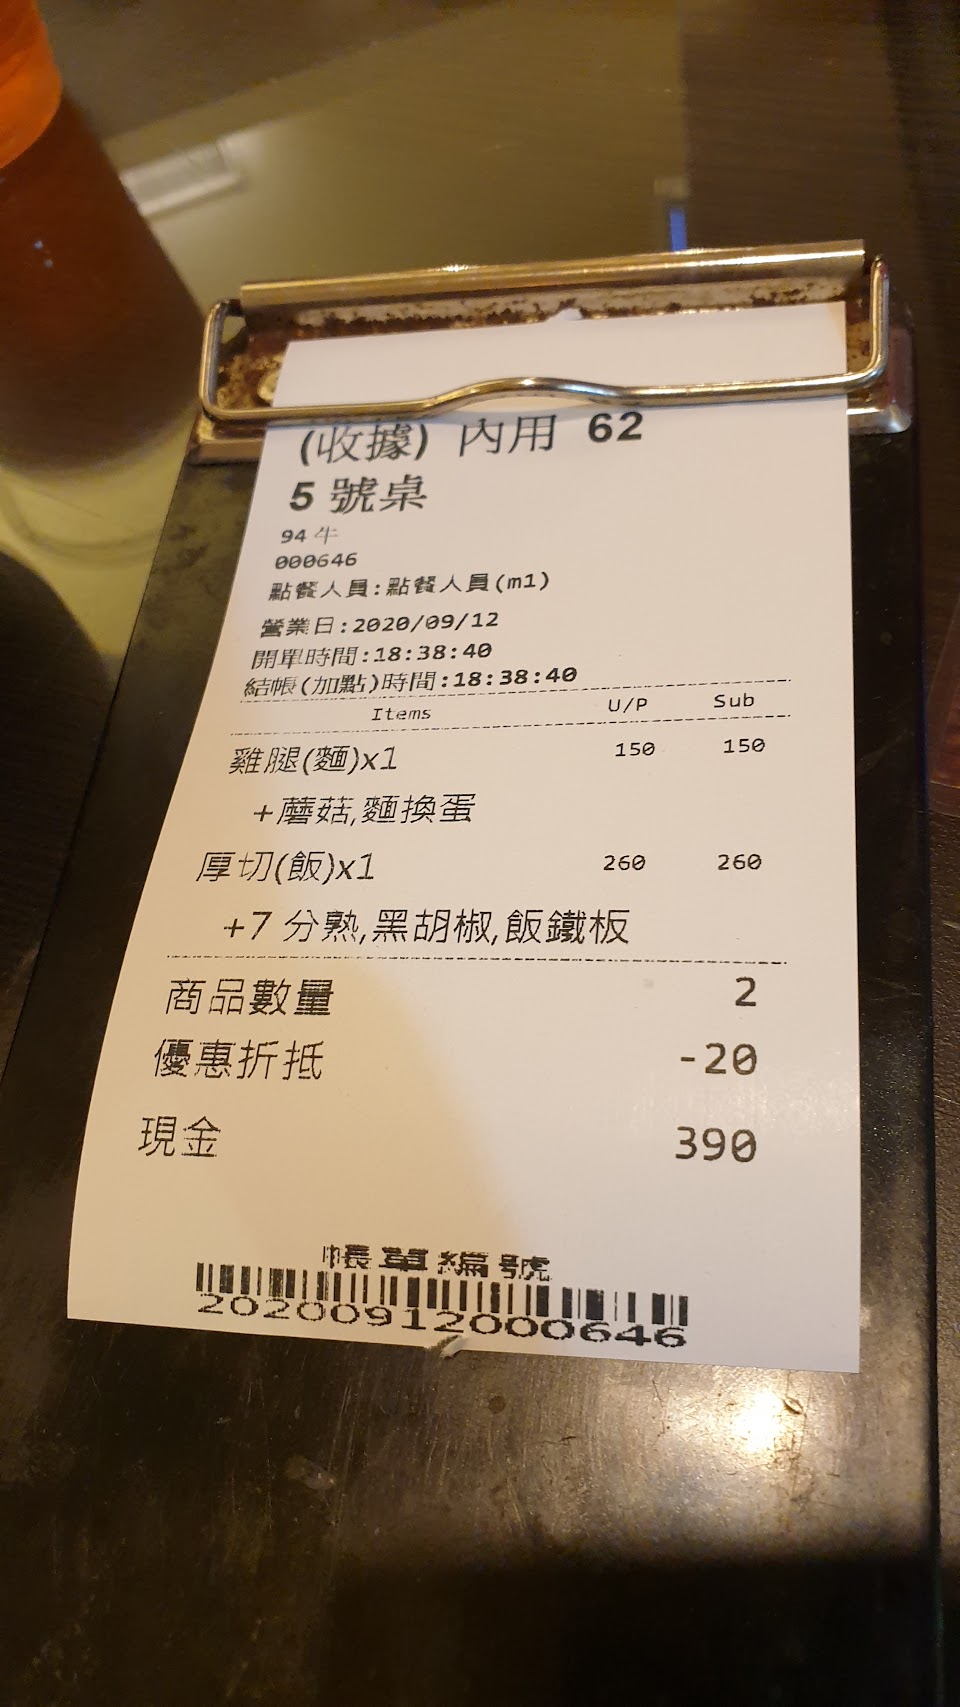 (收據) 內用 62
5 號桌
94 牛
000646
點餐人員:點餐人員(m1)
營業日:2020/09/12
開單時間:18:38:40
結帳(加點)時間:18:38:40
Items U/P Sub
雞腿(麵)x1 150 150
+蘑菇,麵換蛋
厚切(飯)x1 260 260
+7 分熟,黑胡椒,飯鐵板
商品數量 2
優惠折抵 -20
現金 390
帳單編號
20200912000646